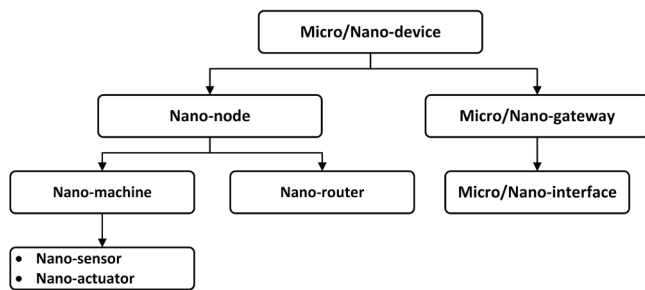 Micro/Nano-device
Nano-node
Micro/Nano-gateway
Nano-machine
Nano-router
Micro/Nano-interface
• Nano-sensor
• Nano-actuator